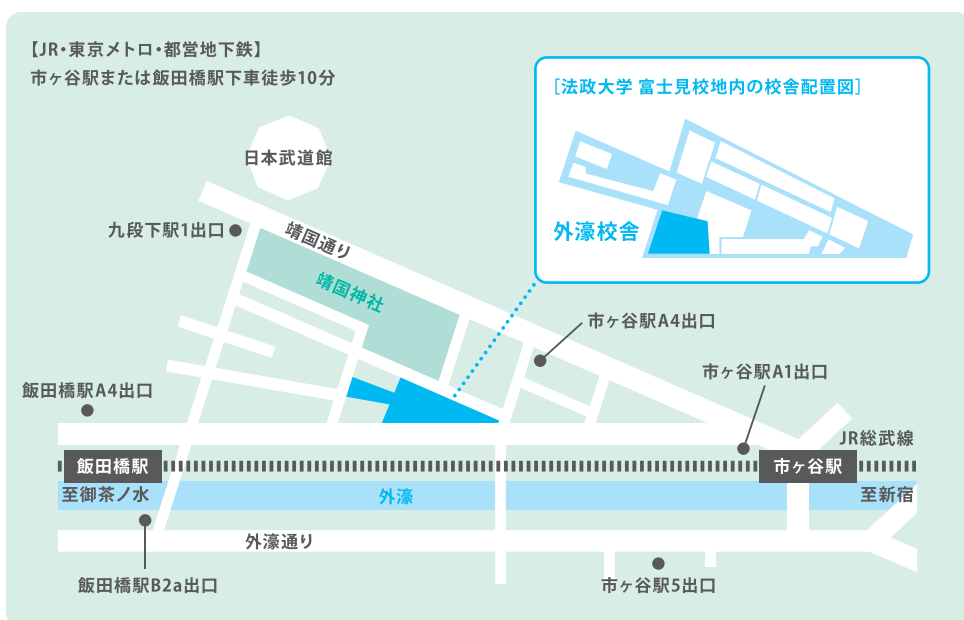 【JR・東京メトロ・都営地下鉄】
市ヶ谷駅または飯田橋駅下車徒歩10分
[法政大学 富士見校地内の校舎配置図]
外濠校舎
日本武道館
九段下駅1出口
靖国通り
靖国神社
市ヶ谷駅A4出口
市ヶ谷駅A1出口
飯田橋駅A4出口
JR総武線
飯田橋駅
市ヶ谷駅
至御茶ノ水
外濠
至新宿
外濠通り
飯田橋駅B2a出口
市ヶ谷駅5出口